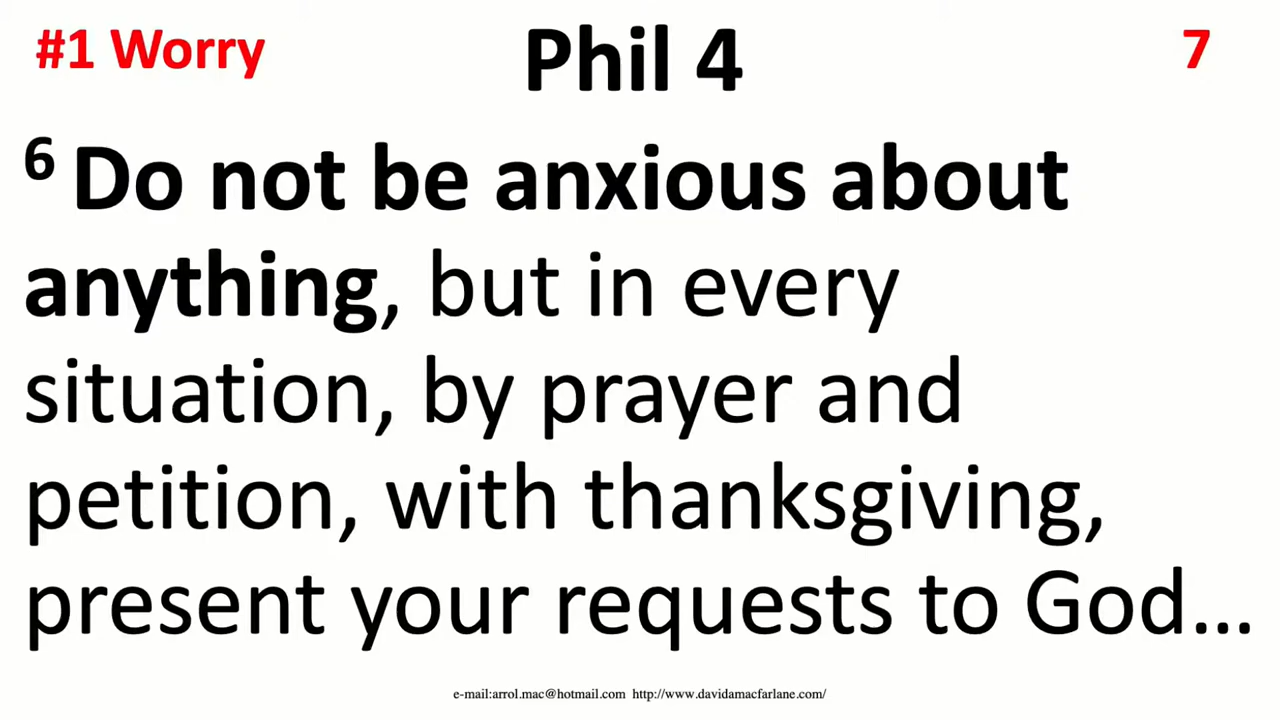 #1 Worry Phil 4 7
6 Do not be anxious about
anything, but in every
situation, by prayer and
petition, with thanksgiving,
present your requests to God…
e-mail:arrol.mac@hotmail.com http://www.davidamacfarlane.com/